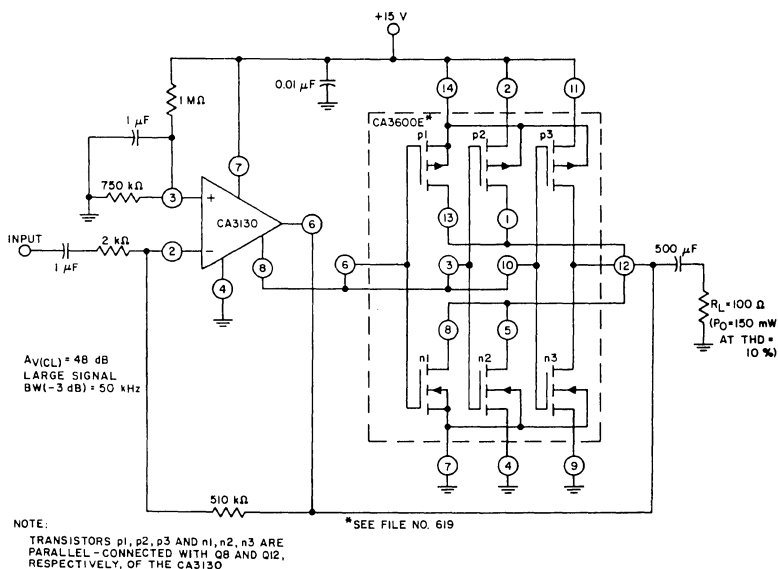 +15 V
0.01 µF
1 MΩ
1 µF
750 kΩ
3
+
7
CA3130
6
INPUT
1 µF
2 kΩ
2
−
8
4
14
2
11
CA3600E*
p1
p2
p3
13
1
6
3
10
12
500 µF
RL=100 Ω
(PO=150 mW
AT THD=
10 %)
8
5
n1
n2
n3
7
4
9
AV(CL)=48 dB
LARGE SIGNAL
BW(-3 dB)=50 kHz
510 kΩ
*SEE FILE NO. 619
NOTE:
TRANSISTORS p1, p2, p3 AND n1, n2, n3 ARE
PARALLEL-CONNECTED WITH Q8 AND Q12,
RESPECTIVELY, OF THE CA3130